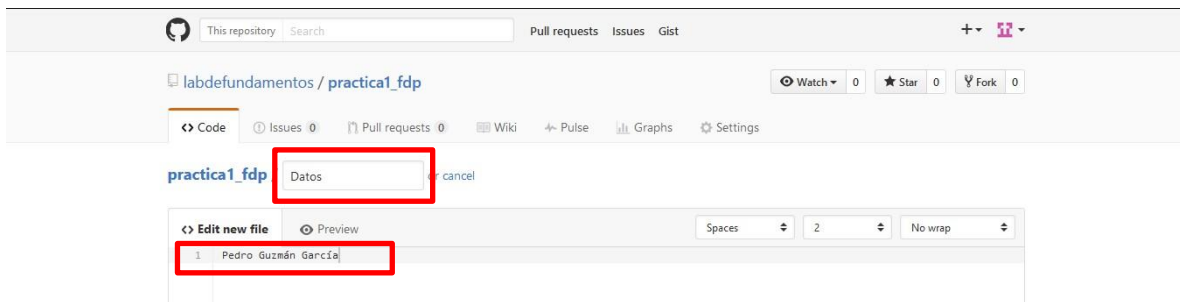 This repository Search Pull requests Issues Gist
labdefundamentos / practica1_fdp Watch 0 Star 0 Fork 0
Code Issues 0 Pull requests 0 Wiki Pulse Graphs Settings
practica1_fdp / Datos or cancel
Edit new file Preview Spaces 2 No wrap
1 Pedro Guzmán García